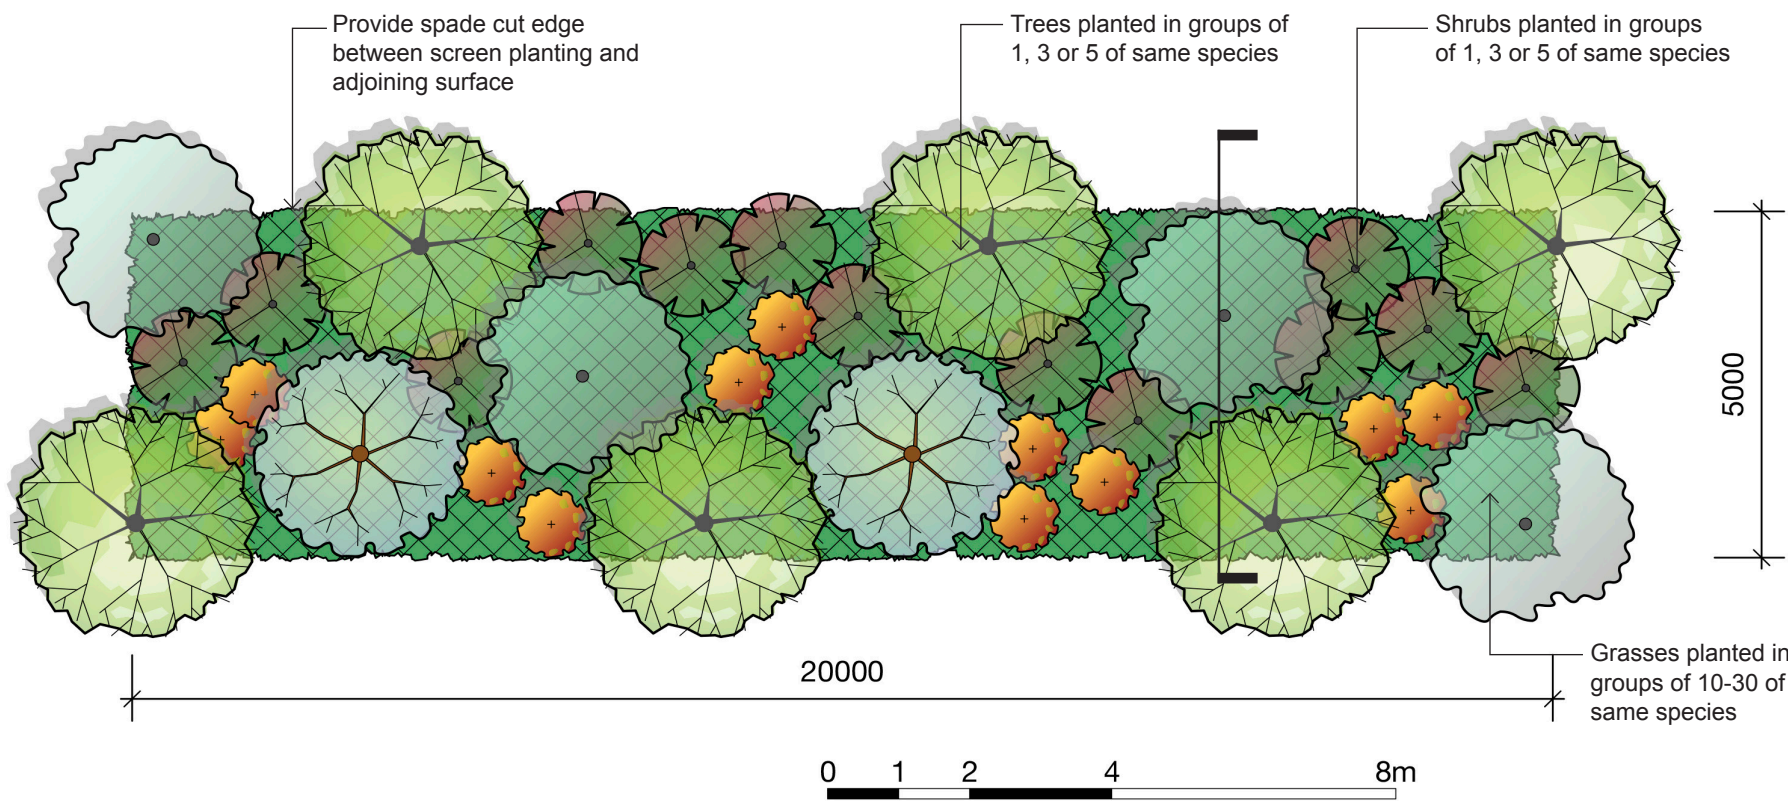 Provide spade cut edge
between screen planting and
adjoining surface
Trees planted in groups of
1, 3 or 5 of same species
Shrubs planted in groups
of 1, 3 or 5 of same species
5000
Grasses planted in
groups of 10-30 of
same species
20000
0 1 2 4 8m